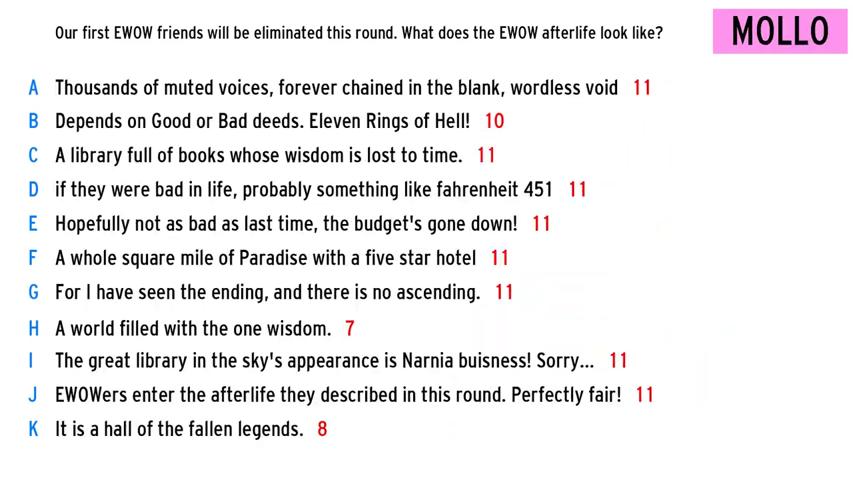 Our first EWOW friends will be eliminated this round. What does the EWOW afterlife look like?
MOLLO
A Thousands of muted voices, forever chained in the blank, wordless void 11
B Depends on Good or Bad deeds. Eleven Rings of Hell! 10
C A library full of books whose wisdom is lost to time. 11
D if they were bad in life, probably something like fahrenheit 451 11
E Hopefully not as bad as last time, the budget's gone down! 11
F A whole square mile of Paradise with a five star hotel 11
G For I have seen the ending, and there is no ascending. 11
H A world filled with the one wisdom. 7
I The great library in the sky's appearance is Narnia buisness! Sorry... 11
J EWOWers enter the afterlife they described in this round. Perfectly fair! 11
K It is a hall of the fallen legends. 8